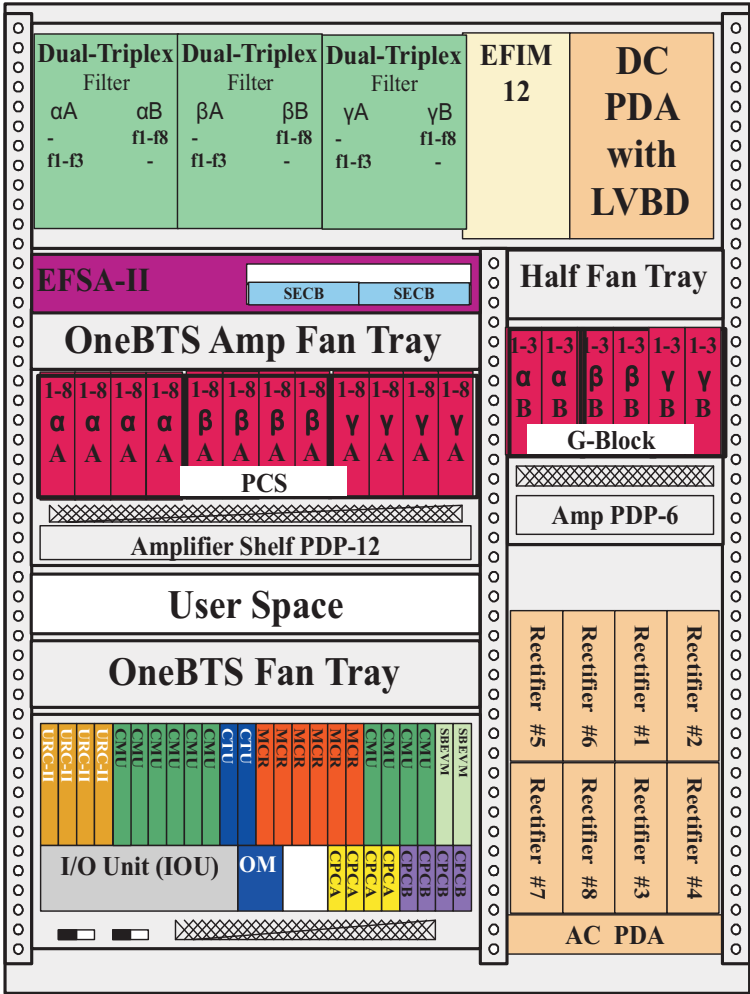 Dual-Triplex Dual-Triplex Dual-Triplex EFIM DC
Filter Filter Filter 12 PDA
αA αB βA βB γA γB with
- f1-f8 - f1-f8 - f1-f8 LVBD
f1-f3 - f1-f3 - f1-f3 -
EFSA-II
SECB SECB
Half Fan Tray
OneBTS Amp Fan Tray
1-8 1-8 1-8 1-8 1-8 1-8 1-8 1-8 1-8 1-8 1-8 1-8
α α α α β β β β γ γ γ γ
A A A A A A A A A A A A
PCS
1-3 1-3 1-3 1-3 1-3 1-3
α α β β γ γ
B B B B B B
G-Block
Amplifier Shelf PDP-12
Amp PDP-6
User Space
OneBTS Fan Tray
URC-II URC-II URC-II URC-II CMU CMU CMU CMU CMU CMU CTU CTU MCR MCR MCR MCR MCR MCR CMU CMU CMU CMU SBEVM SBEVM
I/O Unit (IOU) OM CPCA CPCA CPCA CPCA CPCB CPCB CPCB CPCB
Rectifier #5 Rectifier #6 Rectifier #1 Rectifier #2
Rectifier #7 Rectifier #8 Rectifier #3 Rectifier #4
AC PDA